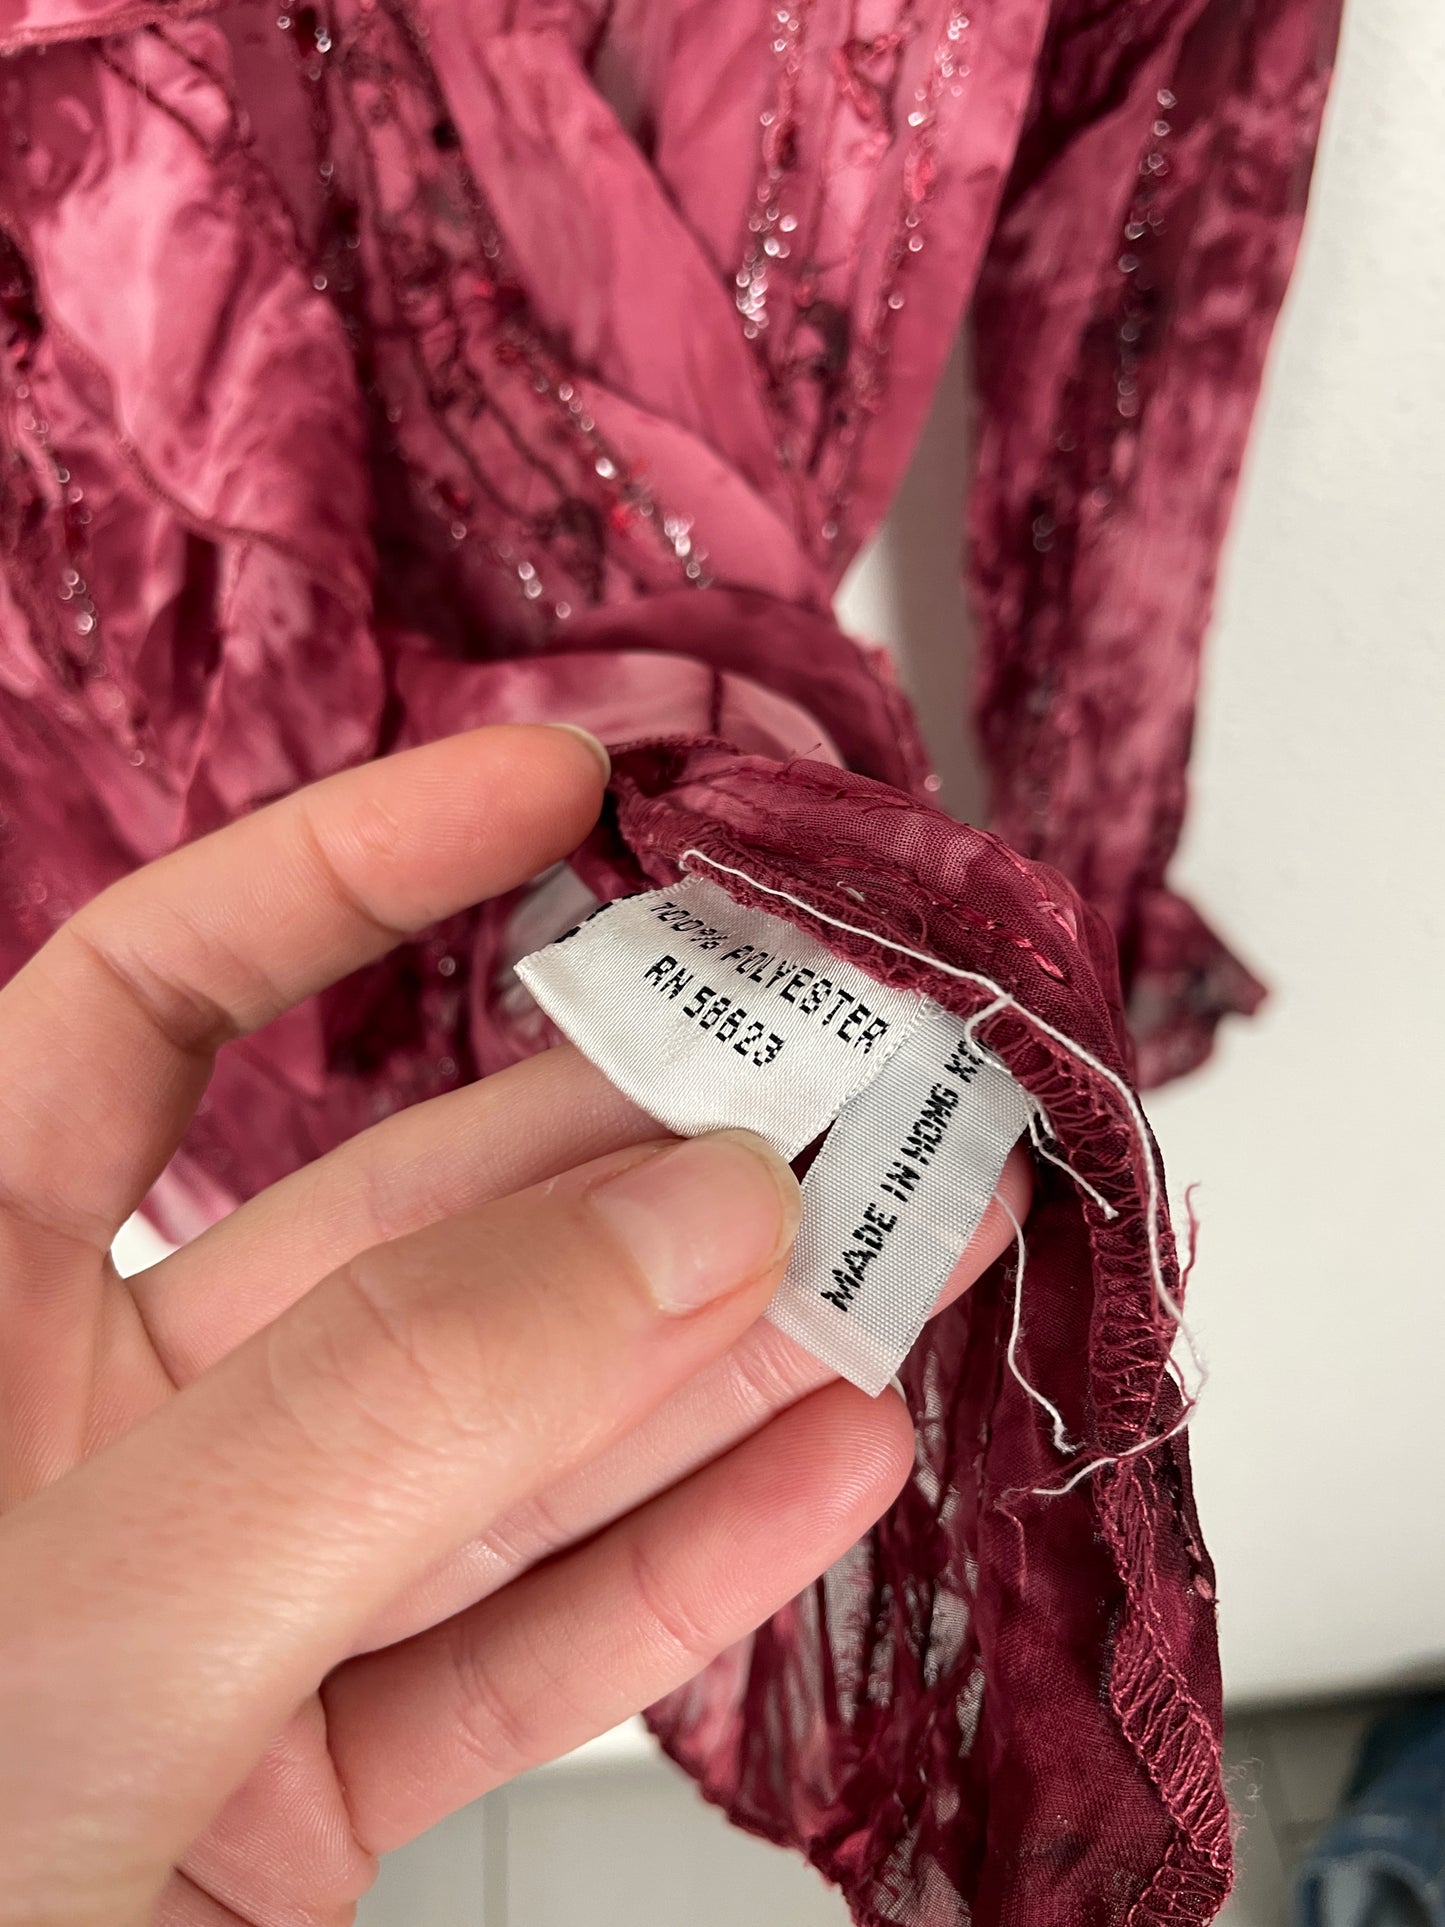 100% POLYESTER
RN 58623
MADE IN HONG